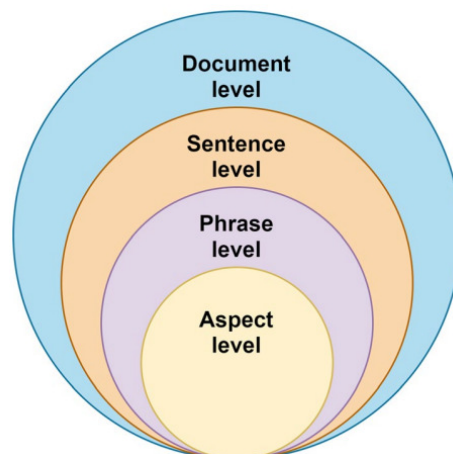 Document
level
Sentence
level
Phrase
level
Aspect
level